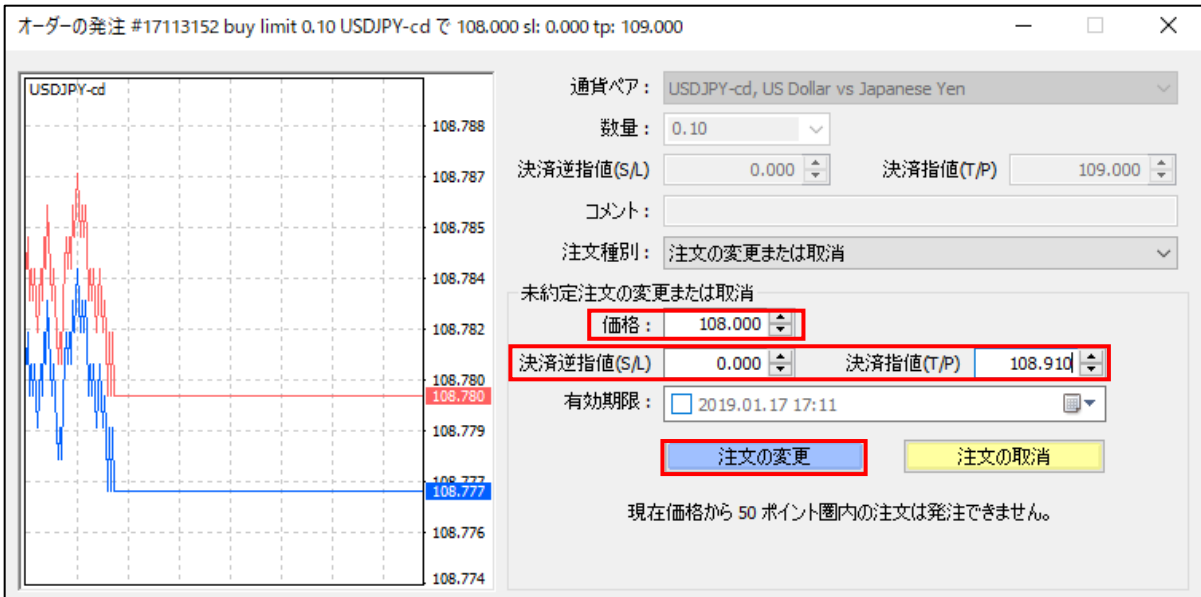 オーダーの発注 #17113152 buy limit 0.10 USDJPY-cd で 108.000 sl: 0.000 tp: 109.000
USDJPY-cd
108.788
108.787
108.785
108.784
108.782
108.780
108.780
108.779
108.777
108.777
108.776
108.774
通貨ペア： USDJPY-cd, US Dollar vs Japanese Yen
数量： 0.10
決済逆指値(S/L) 0.000 決済指値(T/P) 109.000
コメント：
注文種別： 注文の変更または取消
未約定注文の変更または取消
価格： 108.000
決済逆指値(S/L) 0.000 決済指値(T/P) 108.910
有効期限： 2019.01.17 17:11
注文の変更 注文の取消
現在価格から 50 ポイント圏内の注文は発注できません。